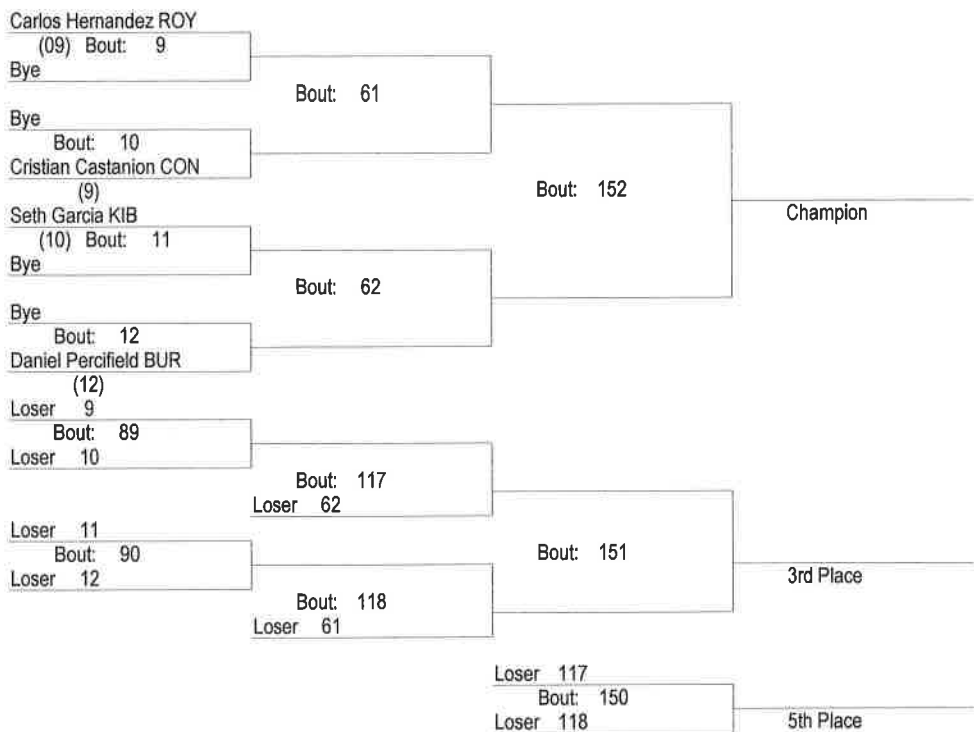 Carlos Hernandez ROY
(09) Bout: 9
Bye
Bout: 61
Bye
Bout: 10
Cristian Castanion CON
(9)
Bout: 152
Seth Garcia KIB
Champion
(10) Bout: 11
Bye
Bout: 62
Bye
Bout: 12
Daniel Percifield BUR
(12)
Loser 9
Bout: 89
Loser 10
Bout: 117
Loser 62
Loser 11
Bout: 90
Bout: 151
Loser 12
3rd Place
Bout: 118
Loser 61
Loser 117
Bout: 150
Loser 118
5th Place